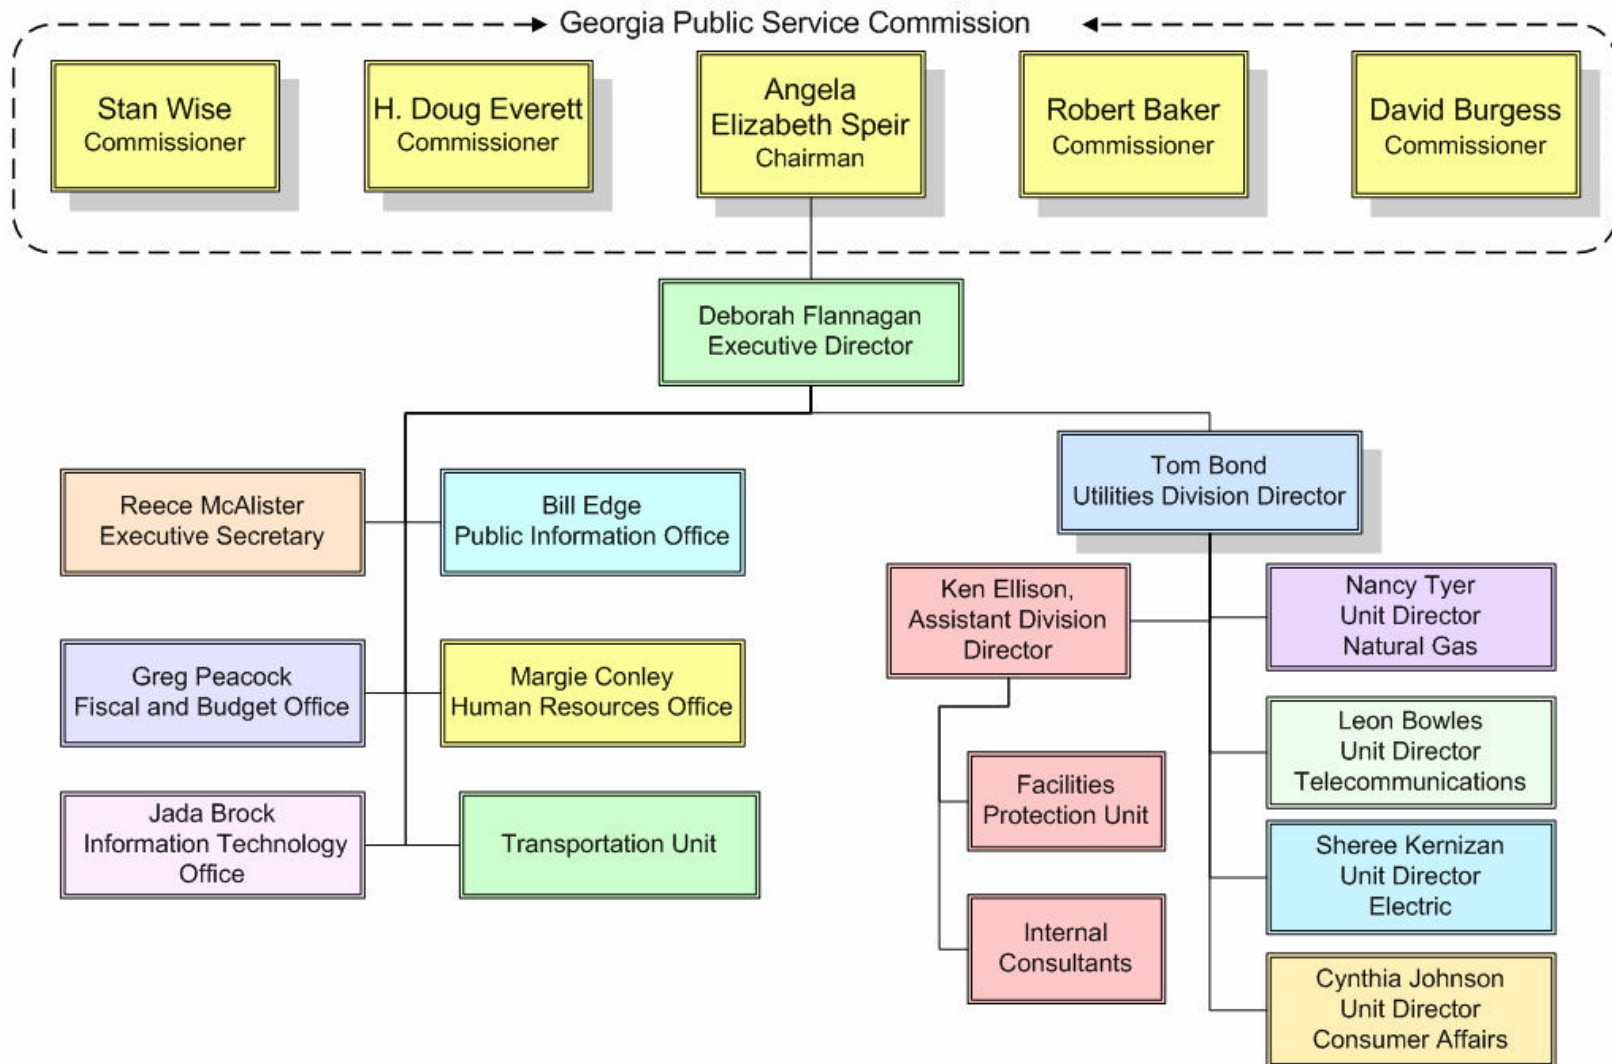 Georgia Public Service Commission
Stan Wise
Commissioner
H. Doug Everett
Commissioner
Angela
Elizabeth Speir
Chairman
Robert Baker
Commissioner
David Burgess
Commissioner
Deborah Flannagan
Executive Director
Reece McAlister
Executive Secretary
Bill Edge
Public Information Office
Greg Peacock
Fiscal and Budget Office
Margie Conley
Human Resources Office
Jada Brock
Information Technology
Office
Transportation Unit
Tom Bond
Utilities Division Director
Ken Ellison,
Assistant Division
Director
Facilities
Protection Unit
Internal
Consultants
Nancy Tyer
Unit Director
Natural Gas
Leon Bowles
Unit Director
Telecommunications
Sheree Kernizan
Unit Director
Electric
Cynthia Johnson
Unit Director
Consumer Affairs